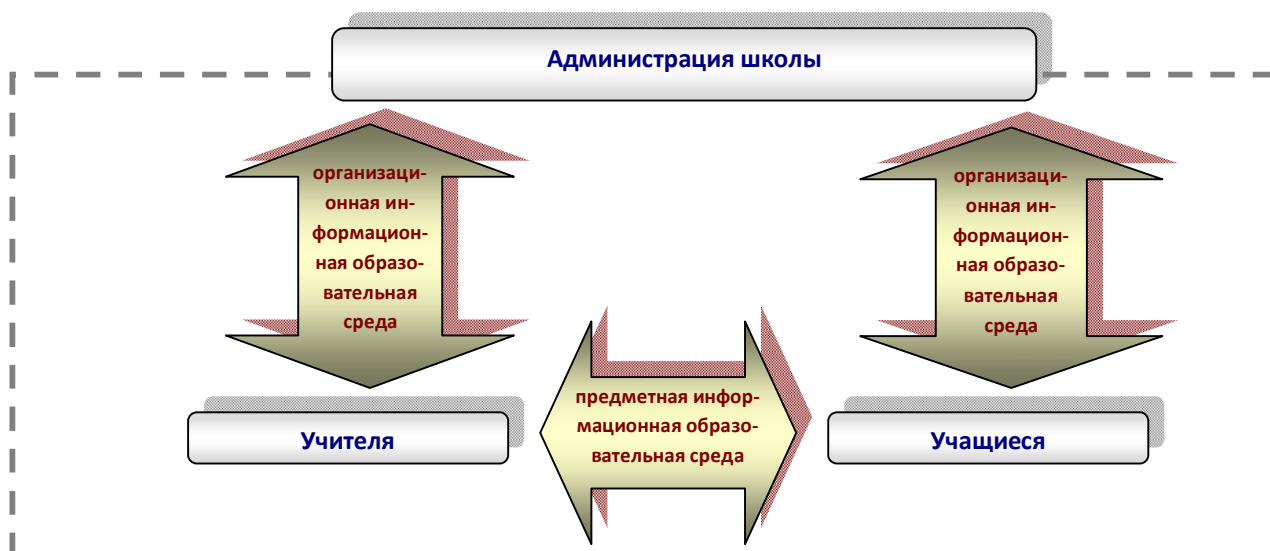 Администрация школы
организаци-
онная ин-
формацион-
ная образо-
вательная
среда
организаци-
онная ин-
формацион-
ная образо-
вательная
среда
предметная инфор-
мационная образо-
вательная среда
Учителя
Учащиеся